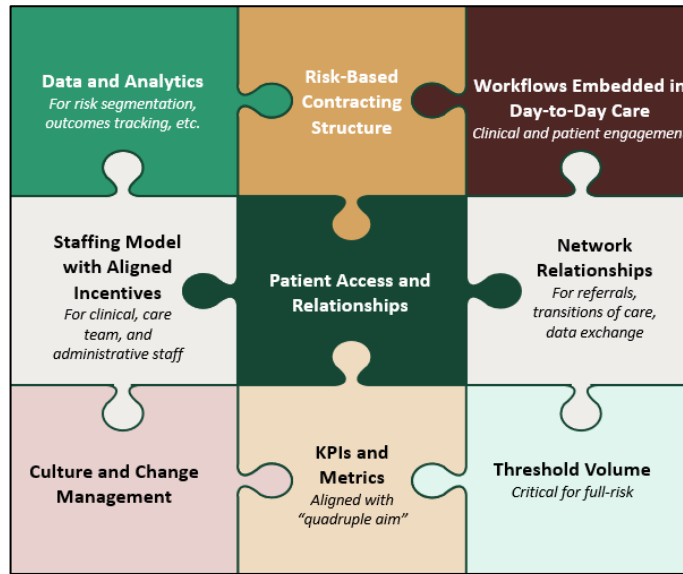 Data and Analytics
For risk segmentation,
outcomes tracking, etc.
Risk-Based
Contracting
Structure
Workflows Embedded in
Day-to-Day Care
Clinical and patient engagemen
Staffing Model
with Aligned
Incentives
For clinical, care
team, and
administrative staff
Patient Access and
Relationships
Network
Relationships
For referrals,
transitions of care,
data exchange
Culture and Change
Management
KPIs and
Metrics
Aligned with
“quadruple aim”
Threshold Volume
Critical for full-risk